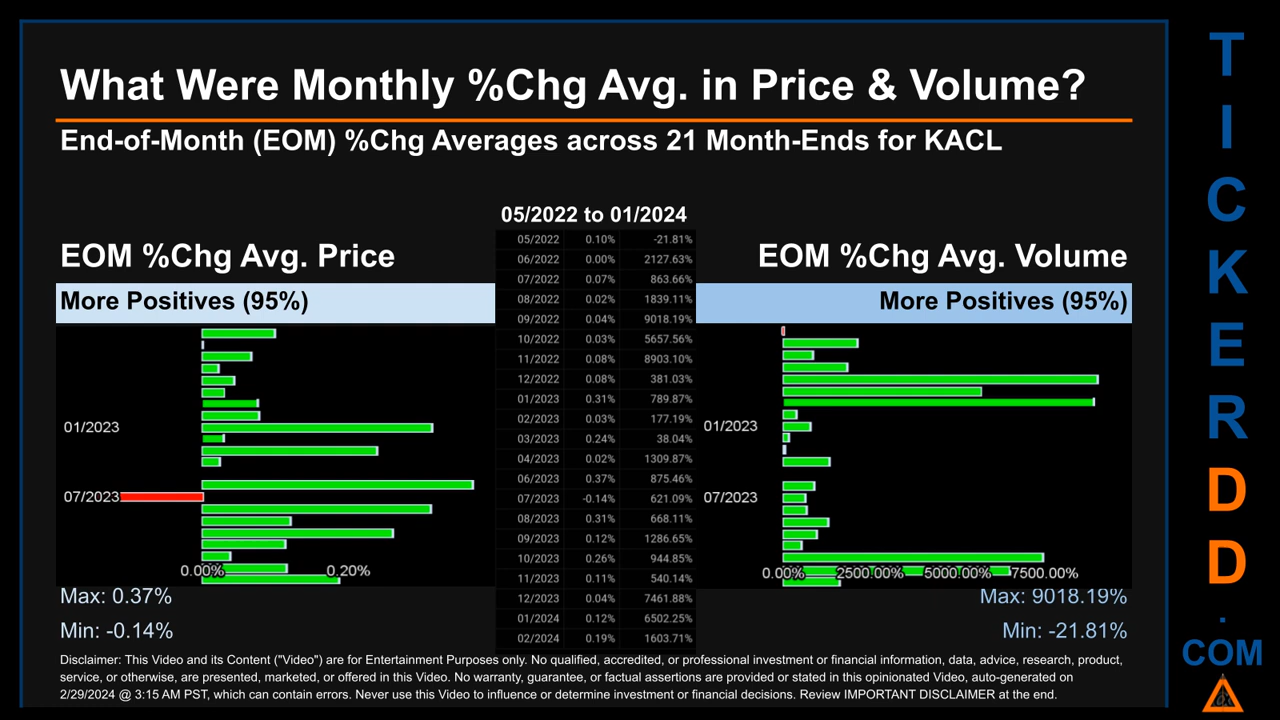 What Were Monthly %Chg Avg. in Price & Volume?
End-of-Month (EOM) %Chg Averages across 21 Month-Ends for KACL
05/2022 to 01/2024
EOM %Chg Avg. Price
EOM %Chg Avg. Volume
More Positives (95%)
More Positives (95%)
05/2022 0.10% -21.81%
06/2022 0.00% 2127.63%
07/2022 0.07% 863.66%
08/2022 0.02% 1839.11%
09/2022 0.04% 9018.19%
10/2022 0.03% 5657.56%
11/2022 0.08% 8903.10%
12/2022 0.08% 381.03%
01/2023 0.31% 789.87%
02/2023 0.03% 177.19%
03/2023 0.24% 38.04%
04/2023 0.02% 1309.87%
06/2023 0.37% 875.46%
07/2023 -0.14% 621.09%
08/2023 0.31% 668.11%
09/2023 0.12% 1286.65%
10/2023 0.26% 944.85%
11/2023 0.11% 540.14%
12/2023 0.04% 7461.88%
01/2024 0.12% 6502.25%
02/2024 0.19% 1603.71%
01/2023
07/2023
0.00% 0.20%
01/2023
07/2023
0.00% 2500.00% 5000.00% 7500.00%
Max: 0.37%
Min: -0.14%
Max: 9018.19%
Min: -21.81%
Disclaimer: This Video and its Content ("Video") are for Entertainment Purposes only. No qualified, accredited, or professional investment or financial information, data, advice, research, product,
service, or otherwise, are presented, marketed, or offered in this Video. No warranty, guarantee, or factual assertions are provided or stated in this opinionated Video, auto-generated on
2/29/2024 @ 3:15 AM PST, which can contain errors. Never use this Video to influence or determine investment or financial decisions. Review IMPORTANT DISCLAIMER at the end.
T
I
C
K
E
R
D
D
.
COM